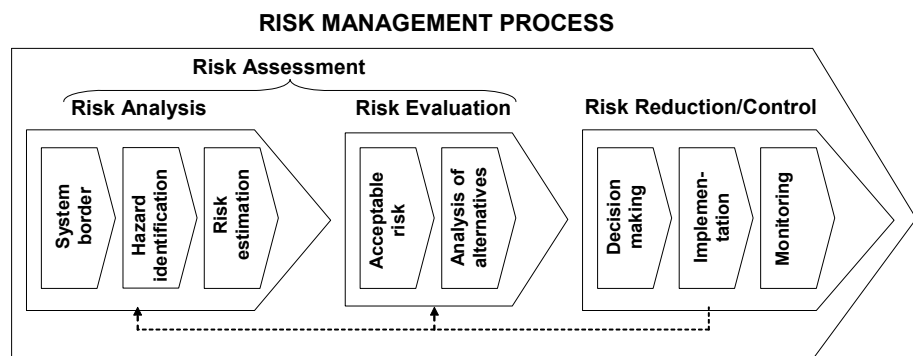 RISK MANAGEMENT PROCESS
Risk Assessment
Risk Analysis
Risk Evaluation
Risk Reduction/Control
System
border
Hazard
identification
Risk
estimation
Acceptable
risk
Analysis of
alternatives
Decision
making
Implemen-
tation
Monitoring